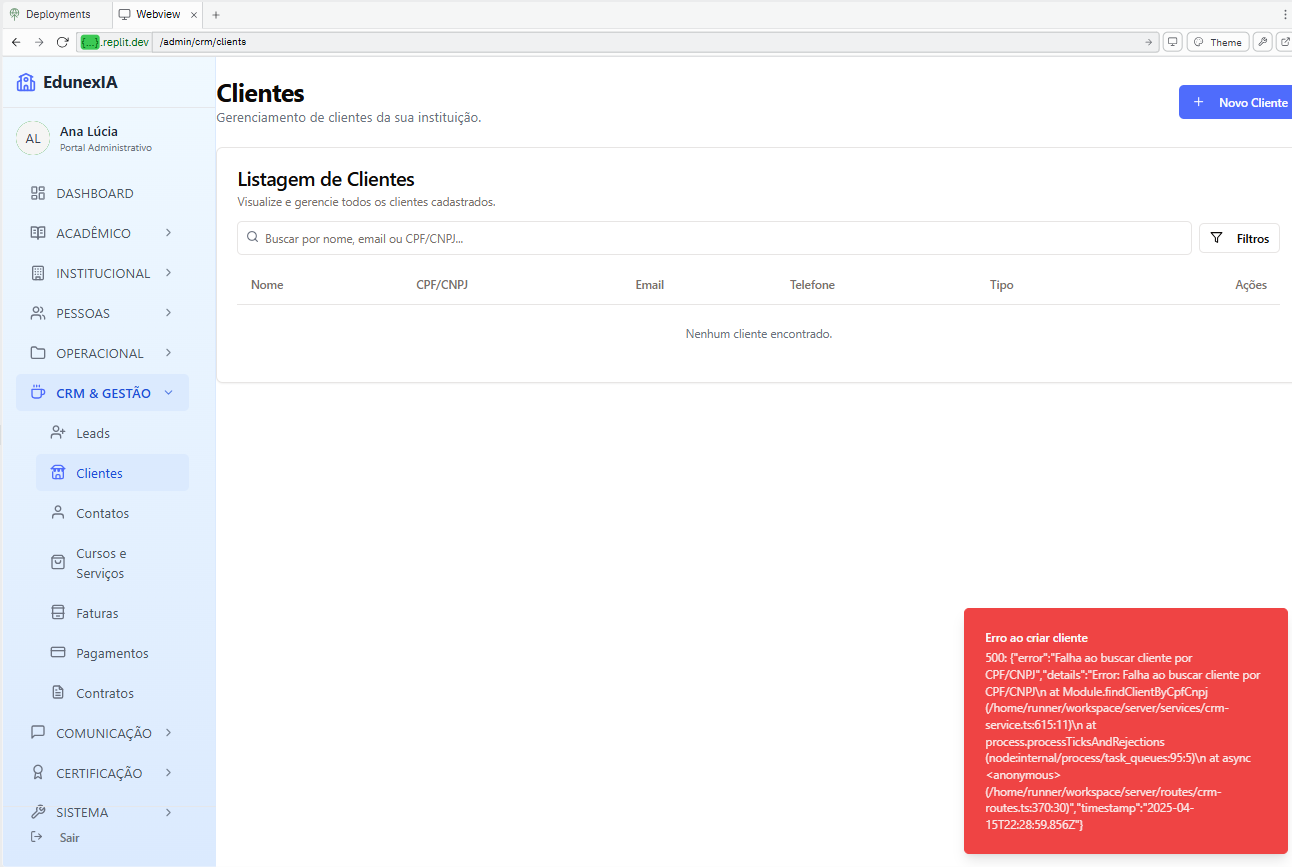 Deployments
Webview
{...}.replit.dev
/admin/crm/clients
Theme
EdunexIA
AL
Ana Lúcia
Portal Administrativo
DASHBOARD
ACADÊMICO
INSTITUCIONAL
PESSOAS
OPERACIONAL
CRM & GESTÃO
Leads
Clientes
Contatos
Cursos e
Serviços
Faturas
Pagamentos
Contratos
COMUNICAÇÃO
CERTIFICAÇÃO
SISTEMA
Sair
Clientes
Gerenciamento de clientes da sua instituição.
+ Novo Cliente
Listagem de Clientes
Visualize e gerencie todos os clientes cadastrados.
Buscar por nome, email ou CPF/CNPJ...
Filtros
Nome CPF/CNPJ Email Telefone Tipo Ações
Nenhum cliente encontrado.
Erro ao criar cliente
500: {"error":"Falha ao buscar cliente por
CPF/CNPJ","details":"Error: Falha ao buscar cliente por
CPF/CNPJ\n at Module.findClientByCpfCnpj
(/home/runner/workspace/server/services/crm-
service.ts:615:11)\n at
process.processTicksAndRejections
(node:internal/process/task_queues:95:5)\n at async
<anonymous>
(/home/runner/workspace/server/routes/crm-
routes.ts:370:30)","timestamp":"2025-04-
15T22:28:59.856Z"}